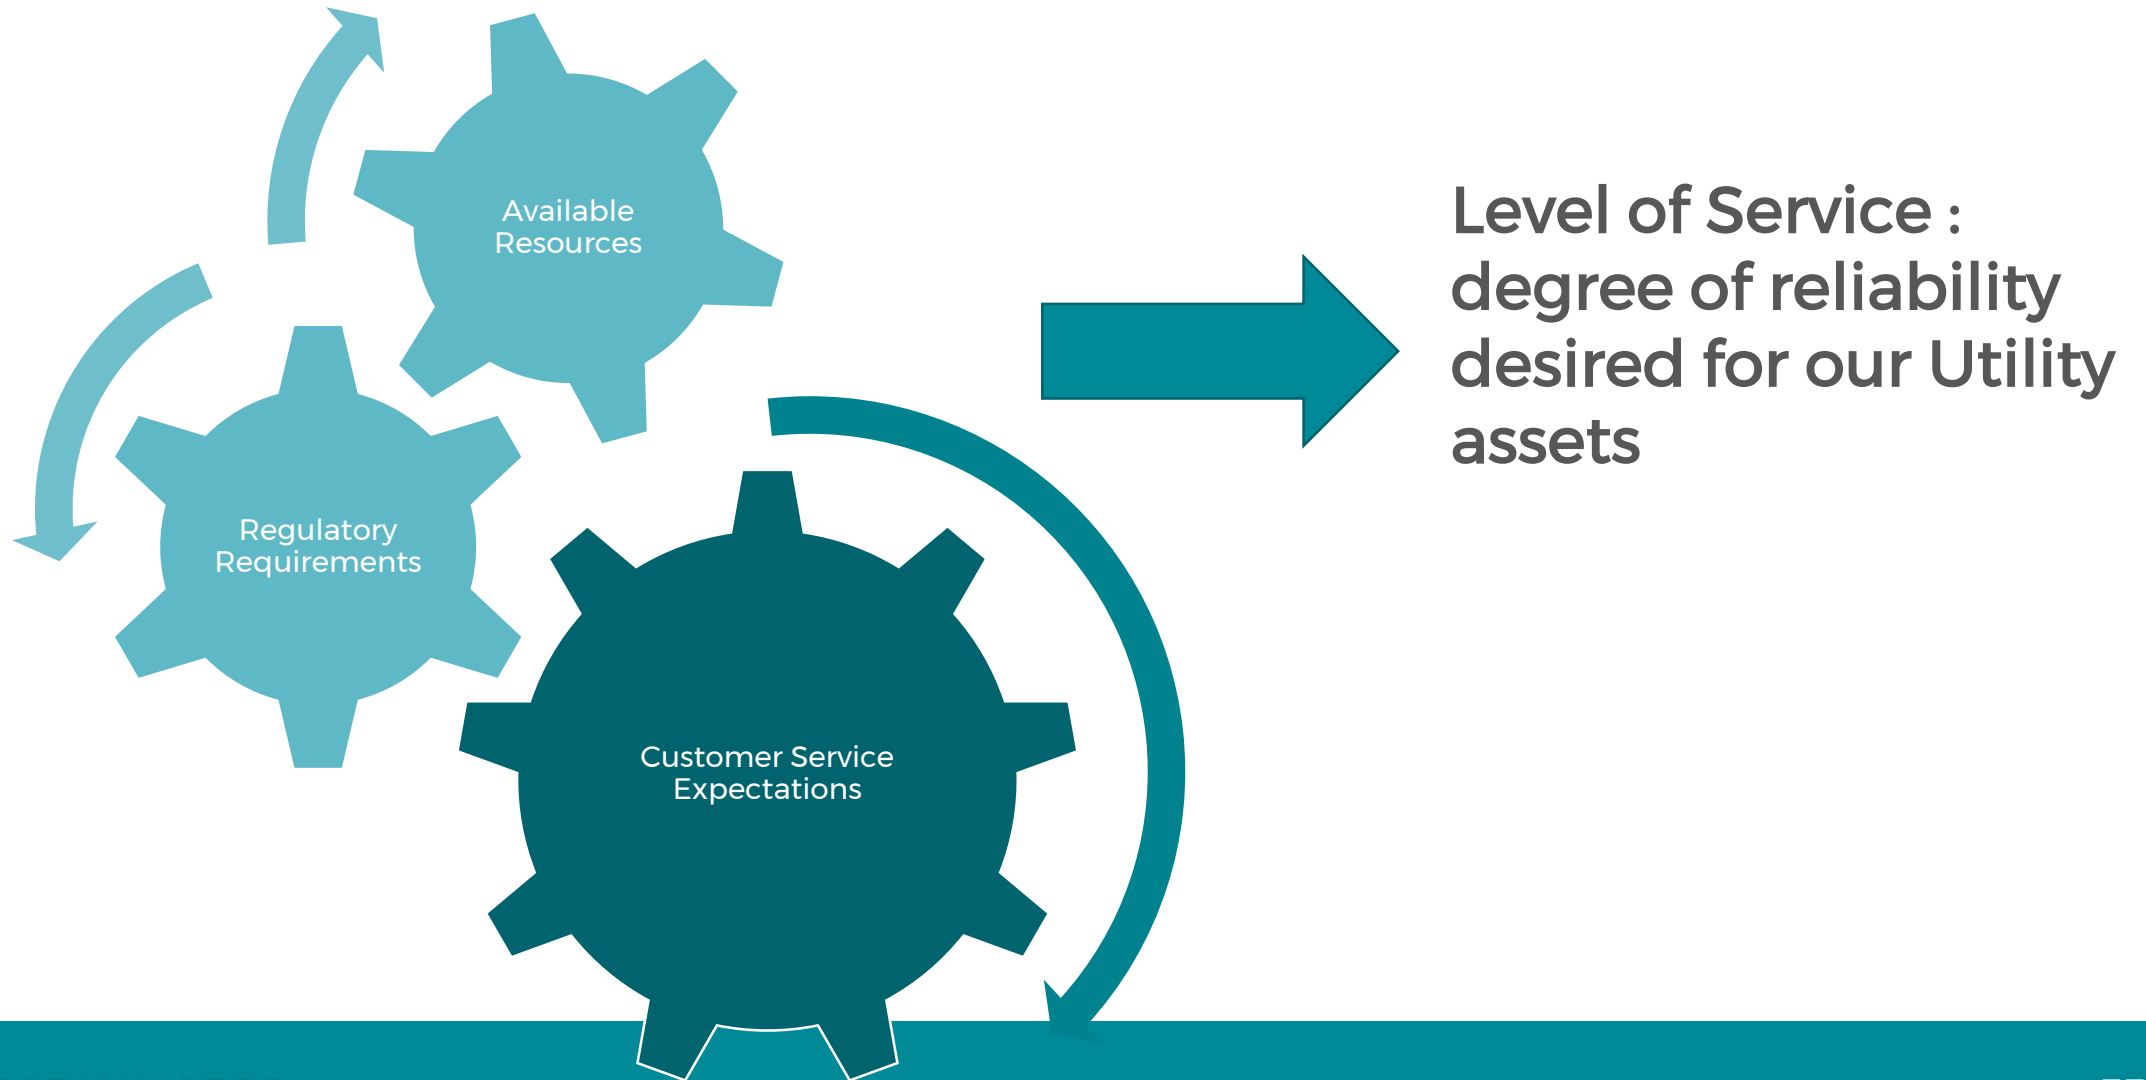 Available
Resources
Regulatory
Requirements
Customer Service
Expectations
Level of Service :
degree of reliability
desired for our Utility
assets